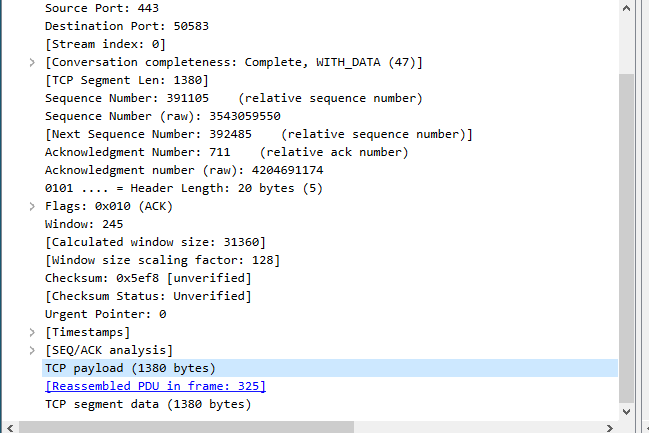 Source Port: 443
Destination Port: 50583
[Stream index: 0]
[Conversation completeness: Complete, WITH_DATA (47)]
[TCP Segment Len: 1380]
Sequence Number: 391105    (relative sequence number)
Sequence Number (raw): 3543059550
[Next Sequence Number: 392485    (relative sequence number)]
Acknowledgment Number: 711    (relative ack number)
Acknowledgment number (raw): 4204691174
0101 .... = Header Length: 20 bytes (5)
Flags: 0x010 (ACK)
Window: 245
[Calculated window size: 31360]
[Window size scaling factor: 128]
Checksum: 0x5ef8 [unverified]
[Checksum Status: Unverified]
Urgent Pointer: 0
[Timestamps]
[SEQ/ACK analysis]
TCP payload (1380 bytes)
[Reassembled PDU in frame: 325]
TCP segment data (1380 bytes)